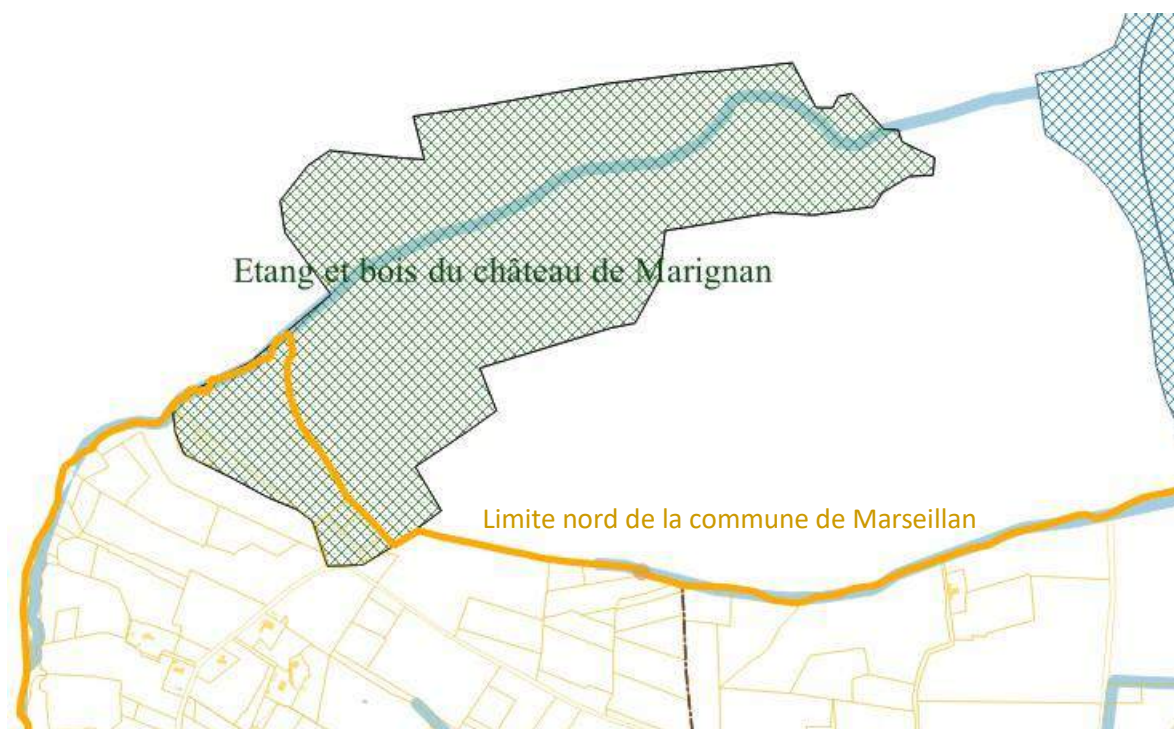 Etang et bois du château de Marignan
Limite nord de la commune de Marseillan